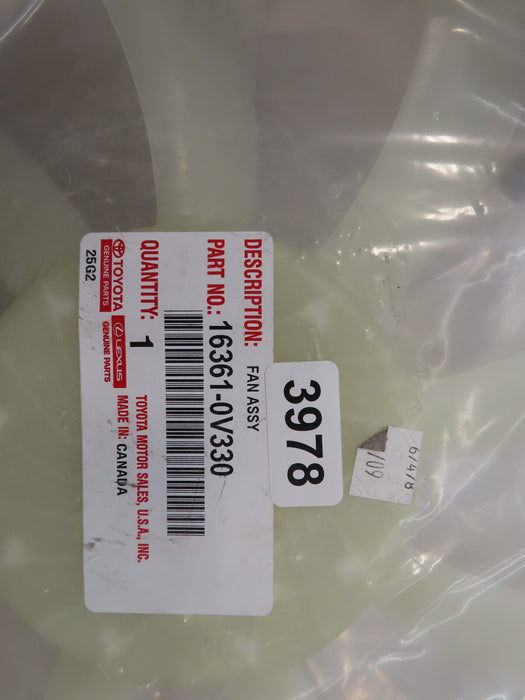 DESCRIPTION: FAN ASSY
PART NO.: 16361-0V330
QUANTITY: 1
TOYOTA MOTOR SALES, U.S.A., INC.
MADE IN: CANADA
TOYOTA
GENUINE PARTS
LEXUS
GENUINE PARTS
25G2
3978
6/4/8
109